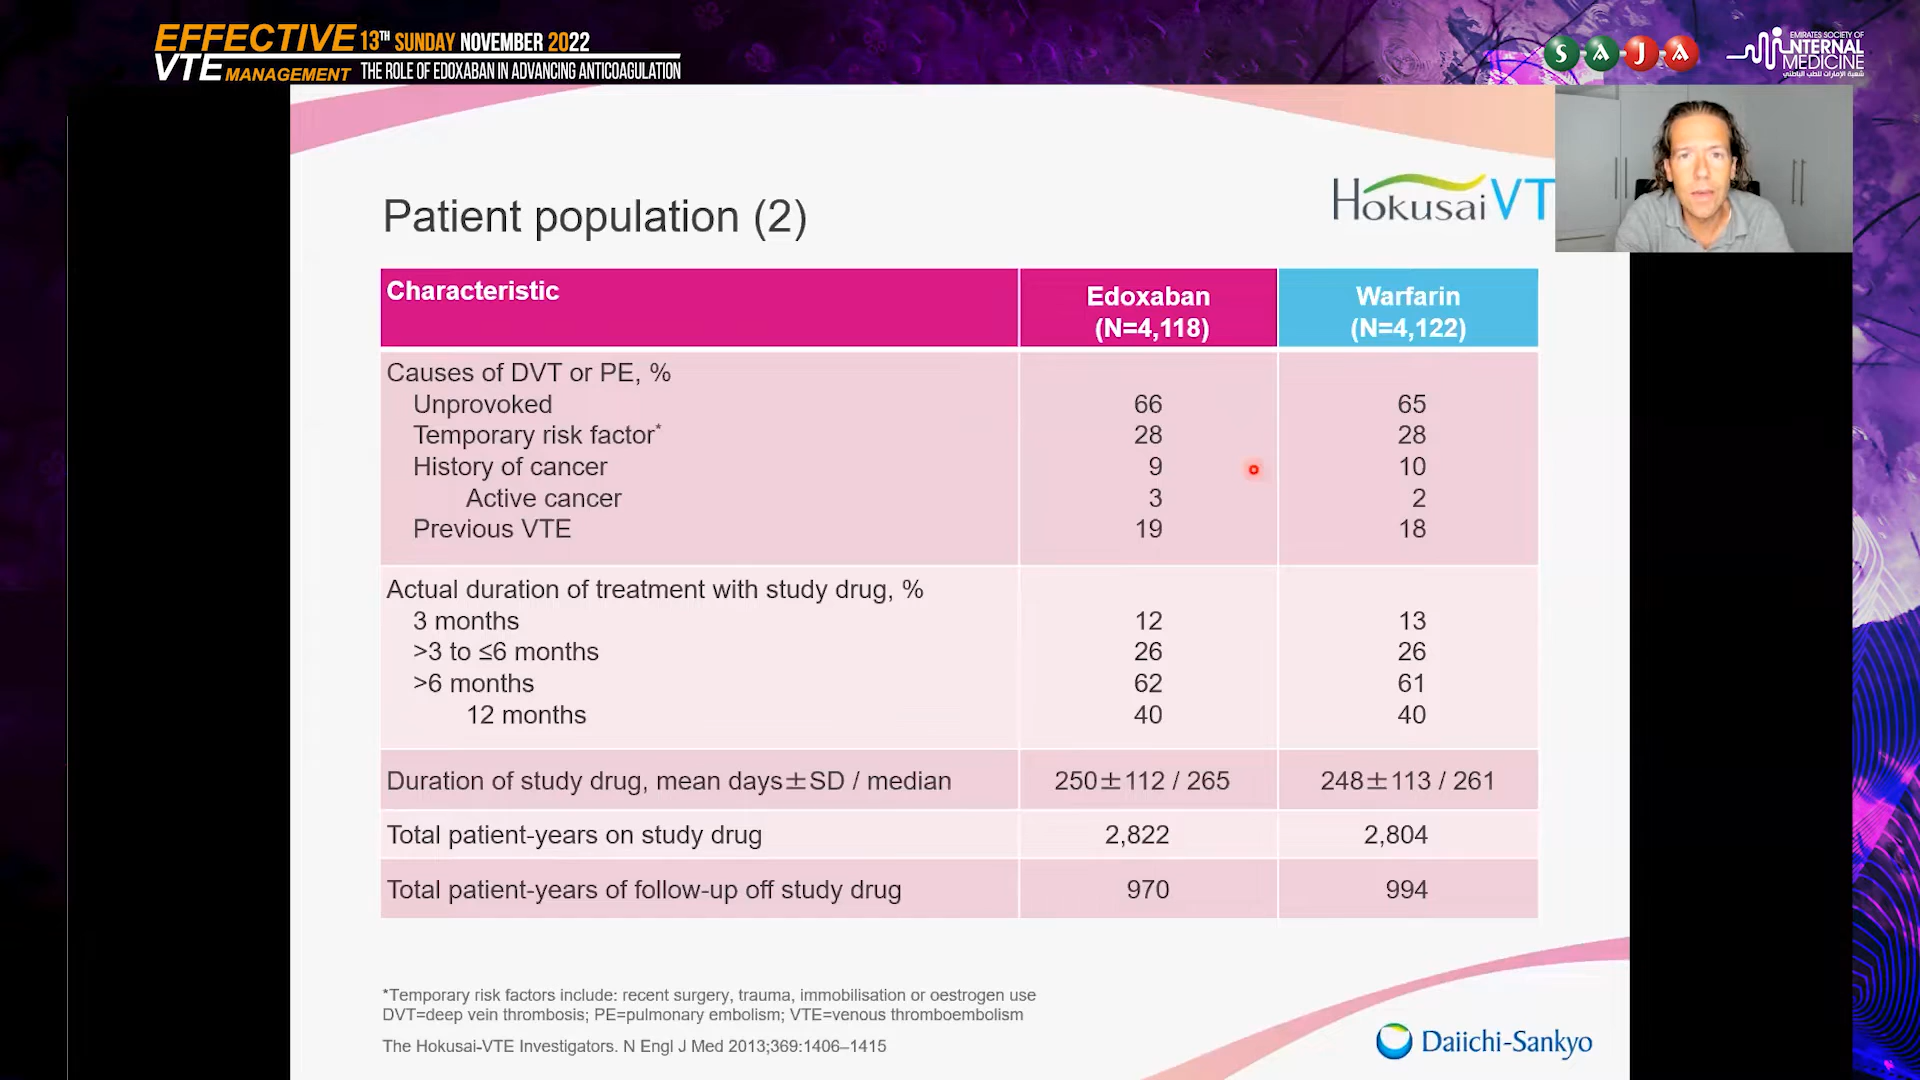 EFFECTIVE 13TH SUNDAY NOVEMBER 2022
VTE MANAGEMENT THE ROLE OF EDOXABAN IN ADVANCING ANTICOAGULATION
S A J A
EMIRATES SOCIETY OF
INTERNAL
MEDICINE
شعبة الإمارات للطب الباطني
Patient population (2)
Hokusai VT
Characteristic Edoxaban (N=4,118) Warfarin (N=4,122)
Causes of DVT or PE, %
Unprovoked 66 65
Temporary risk factor* 28 28
History of cancer 9 10
Active cancer 3 2
Previous VTE 19 18
Actual duration of treatment with study drug, %
3 months 12 13
>3 to ≤6 months 26 26
>6 months 62 61
12 months 40 40
Duration of study drug, mean days±SD / median 250±112 / 265 248±113 / 261
Total patient-years on study drug 2,822 2,804
Total patient-years of follow-up off study drug 970 994
*Temporary risk factors include: recent surgery, trauma, immobilisation or oestrogen use
DVT=deep vein thrombosis; PE=pulmonary embolism; VTE=venous thromboembolism
The Hokusai-VTE Investigators. N Engl J Med 2013;369:1406–1415
Daiichi-Sankyo